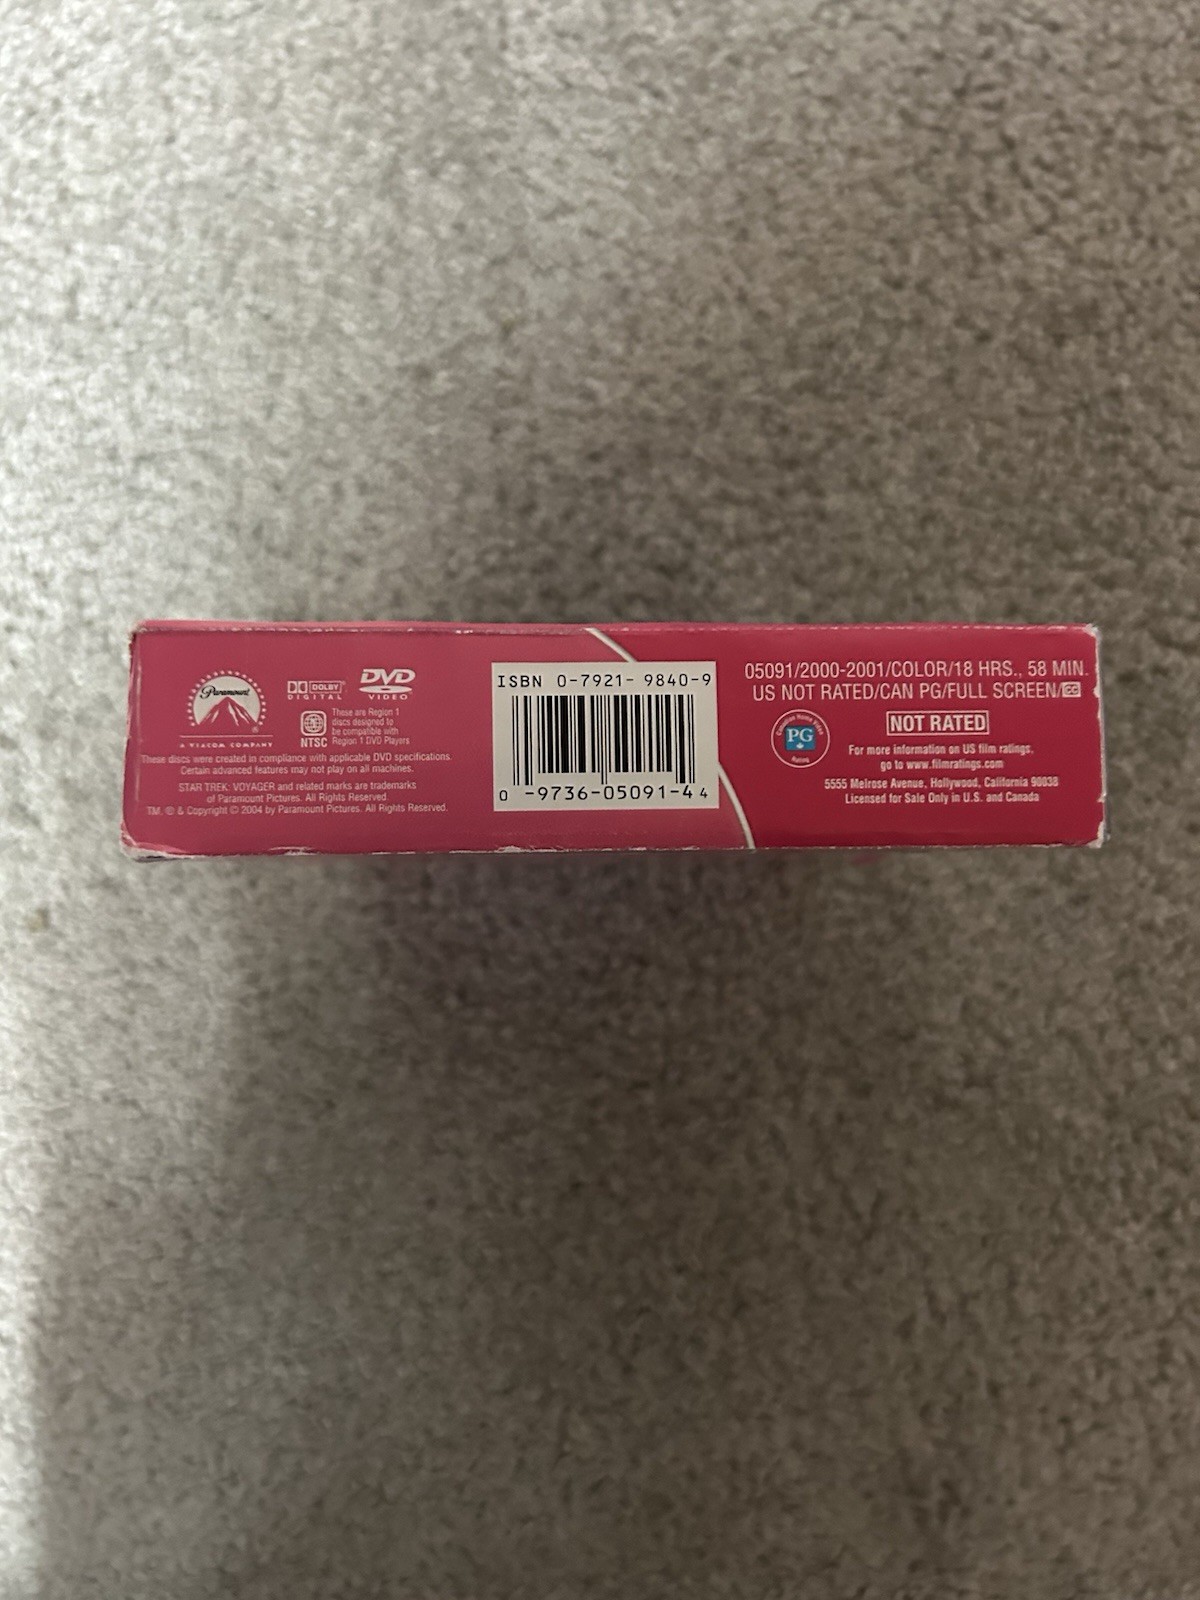 Paramount
®
A VIACOM COMPANY
DOLBY
DIGITAL
DVD
VIDEO
NTSC
These are Region 1
discs designed to
be compatible with
Region 1 DVD Players
These discs were created in compliance with applicable DVD specifications.
Certain advanced features may not play on all machines.
STAR TREK: VOYAGER and related marks are trademarks
of Paramount Pictures. All Rights Reserved.
TM, ® & Copyright © 2004 by Paramount Pictures. All Rights Reserved.
ISBN 0-7921- 9840-9
0 -9736-05091-4 4
05091/2000-2001/COLOR/18 HRS., 58 MIN.
US NOT RATED/CAN PG/FULL SCREEN/CC
Canadian Home Video
PG
Rated
NOT RATED
For more information on US film ratings,
go to www.filmratings.com
5555 Melrose Avenue, Hollywood, California 90038
Licensed for Sale Only in U.S. and Canada